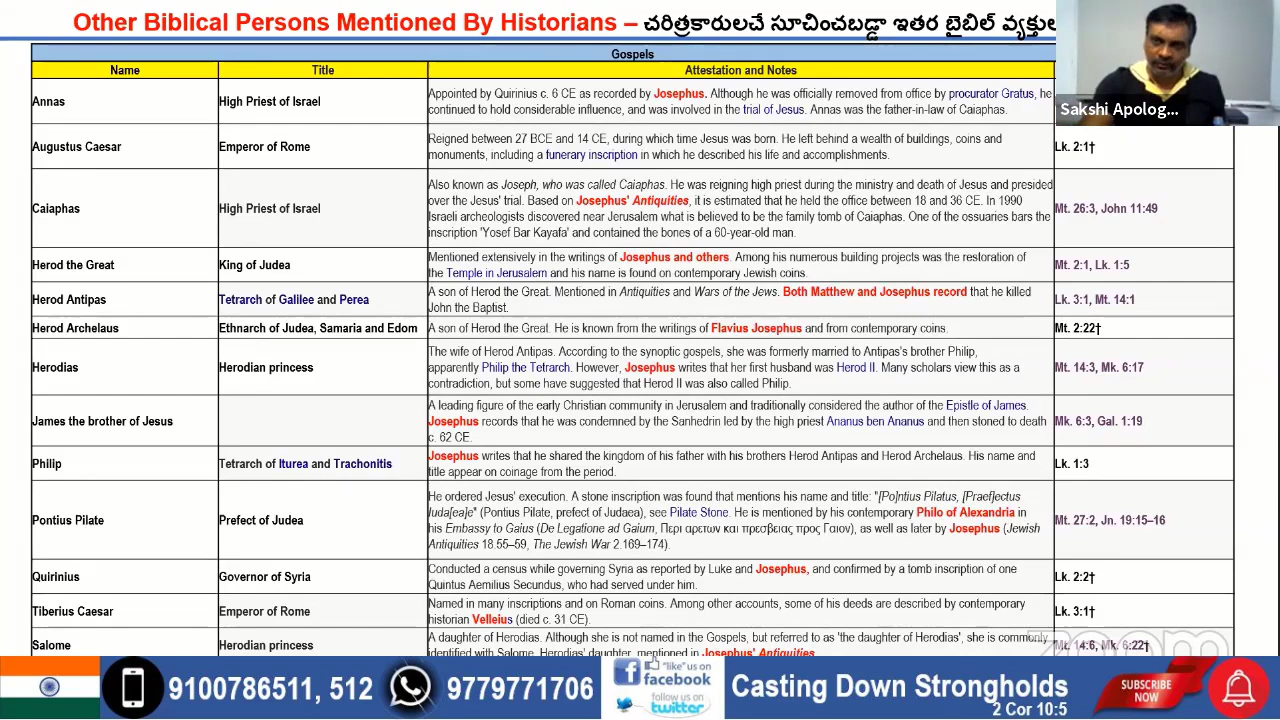 Other Biblical Persons Mentioned By Historians – చరిత్రకారులచే సూచించబడ్డా ఇతర బైబిల్ వ్యక్తుల
Gospels
Name Title Attestation and Notes
Annas
High Priest of Israel
Appointed by Quirinius c. 6 CE as recorded by Josephus. Although he was officially removed from office by procurator Gratus, he
continued to hold considerable influence, and was involved in the trial of Jesus. Annas was the father-in-law of Caiaphas.
Sakshi Apolog...
Augustus Caesar
Emperor of Rome
Reigned between 27 BCE and 14 CE, during which time Jesus was born. He left behind a wealth of buildings, coins and
monuments, including a funerary inscription in which he described his life and accomplishments.
Lk. 2:1†
Caiaphas
High Priest of Israel
Also known as Joseph, who was called Caiaphas. He was reigning high priest during the ministry and death of Jesus and presided
over the Jesus' trial. Based on Josephus' Antiquities, it is estimated that he held the office between 18 and 36 CE. In 1990
Israeli archeologists discovered near Jerusalem what is believed to be the family tomb of Caiaphas. One of the ossuaries bars the
inscription 'Yosef Bar Kayafa' and contained the bones of a 60-year-old man.
Mt. 26:3, John 11:49
Herod the Great
King of Judea
Mentioned extensively in the writings of Josephus and others. Among his numerous building projects was the restoration of
the Temple in Jerusalem and his name is found on contemporary Jewish coins.
Mt. 2:1, Lk. 1:5
Herod Antipas
Tetrarch of Galilee and Perea
A son of Herod the Great. Mentioned in Antiquities and Wars of the Jews. Both Matthew and Josephus record that he killed
John the Baptist.
Lk. 3:1, Mt. 14:1
Herod Archelaus
Ethnarch of Judea, Samaria and Edom
A son of Herod the Great. He is known from the writings of Flavius Josephus and from contemporary coins.
Mt. 2:22†
Herodias
Herodian princess
The wife of Herod Antipas. According to the synoptic gospels, she was formerly married to Antipas's brother Philip,
apparently Philip the Tetrarch. However, Josephus writes that her first husband was Herod II. Many scholars view this as a
contradiction, but some have suggested that Herod II was also called Philip.
Mt. 14:3, Mk. 6:17
James the brother of Jesus
A leading figure of the early Christian community in Jerusalem and traditionally considered the author of the Epistle of James.
Josephus records that he was condemned by the Sanhedrin led by the high priest Ananus ben Ananus and then stoned to death
c. 62 CE.
Mk. 6:3, Gal. 1:19
Philip
Tetrarch of Iturea and Trachonitis
Josephus writes that he shared the kingdom of his father with his brothers Herod Antipas and Herod Archelaus. His name and
title appear on coinage from the period.
Lk. 1:3
Pontius Pilate
Prefect of Judea
He ordered Jesus' execution. A stone inscription was found that mentions his name and title: "[Po]ntius Pilatus, [Praef]ectus
Iuda[ea]e" (Pontius Pilate, prefect of Judaea), see Pilate Stone. He is mentioned by his contemporary Philo of Alexandria in
his Embassy to Gaius (De Legatione ad Gaium, Περι αρετων και πρεσβειας προς Γαιον), as well as later by Josephus (Jewish
Antiquities 18.55–59, The Jewish War 2.169–174).
Mt. 27:2, Jn. 19:15–16
Quirinius
Governor of Syria
Conducted a census while governing Syria as reported by Luke and Josephus, and confirmed by a tomb inscription of one
Quintus Aemilius Secundus, who had served under him.
Lk. 2:2†
Tiberius Caesar
Emperor of Rome
Named in many inscriptions and on Roman coins. Among other accounts, some of his deeds are described by contemporary
historian Velleius (died c. 31 CE).
Lk. 3:1†
Salome
Herodian princess
A daughter of Herodias. Although she is not named in the Gospels, but referred to as 'the daughter of Herodias', she is commonly
identified with Salome, Herodias' daughter, mentioned in Josephus' Antiquities
Mt. 14:6, Mk. 6:22†
zoom
9100786511, 512
9779771706
"like" us on
facebook
follow us on
twitter
Casting Down Strongholds
2 Cor 10:5
SUBSCRIBE
NOW